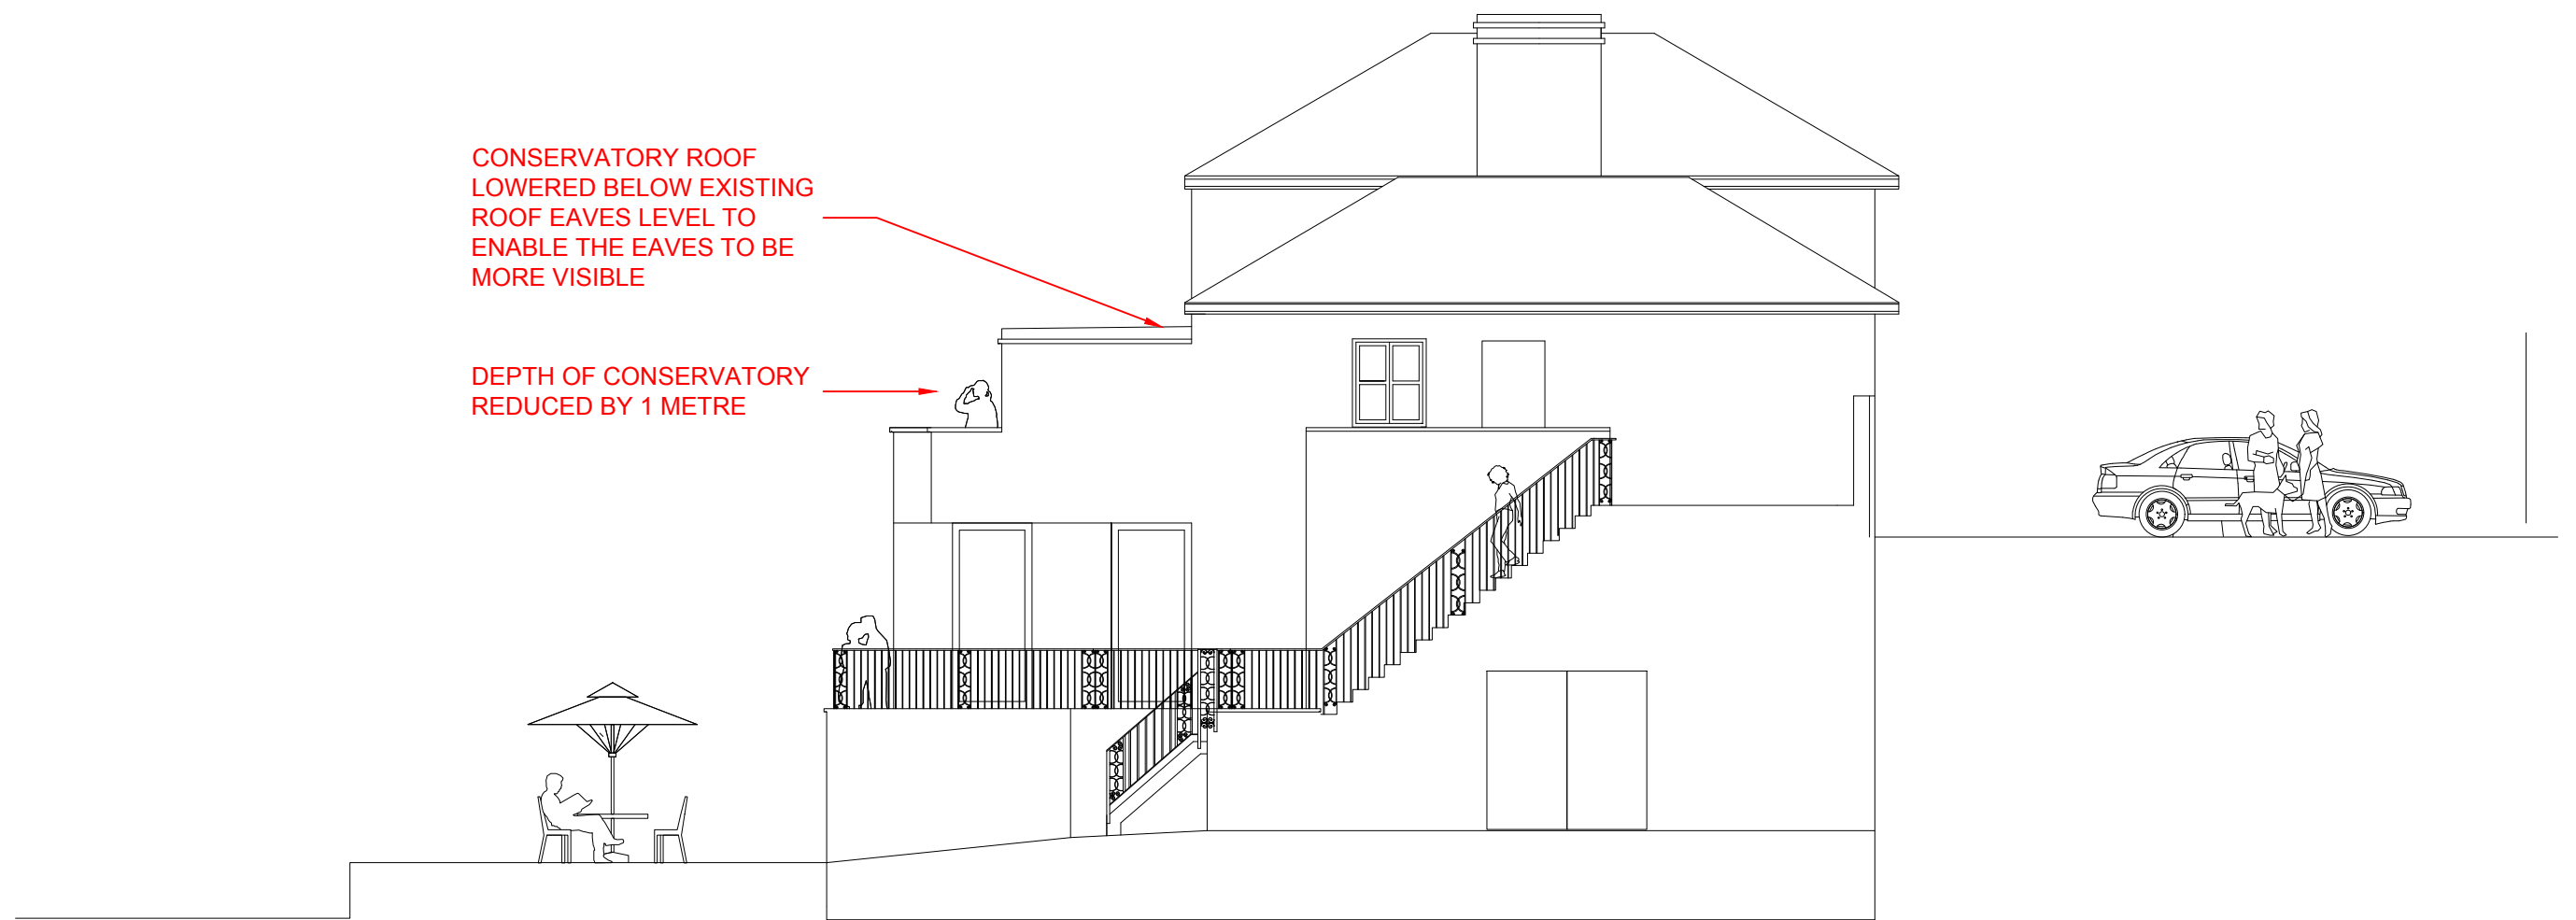 CONSERVATORY ROOF
LOWERED BELOW EXISTING
ROOF EAVES LEVEL TO
ENABLE THE EAVES TO BE
MORE VISIBLE
DEPTH OF CONSERVATORY
REDUCED BY 1 METRE